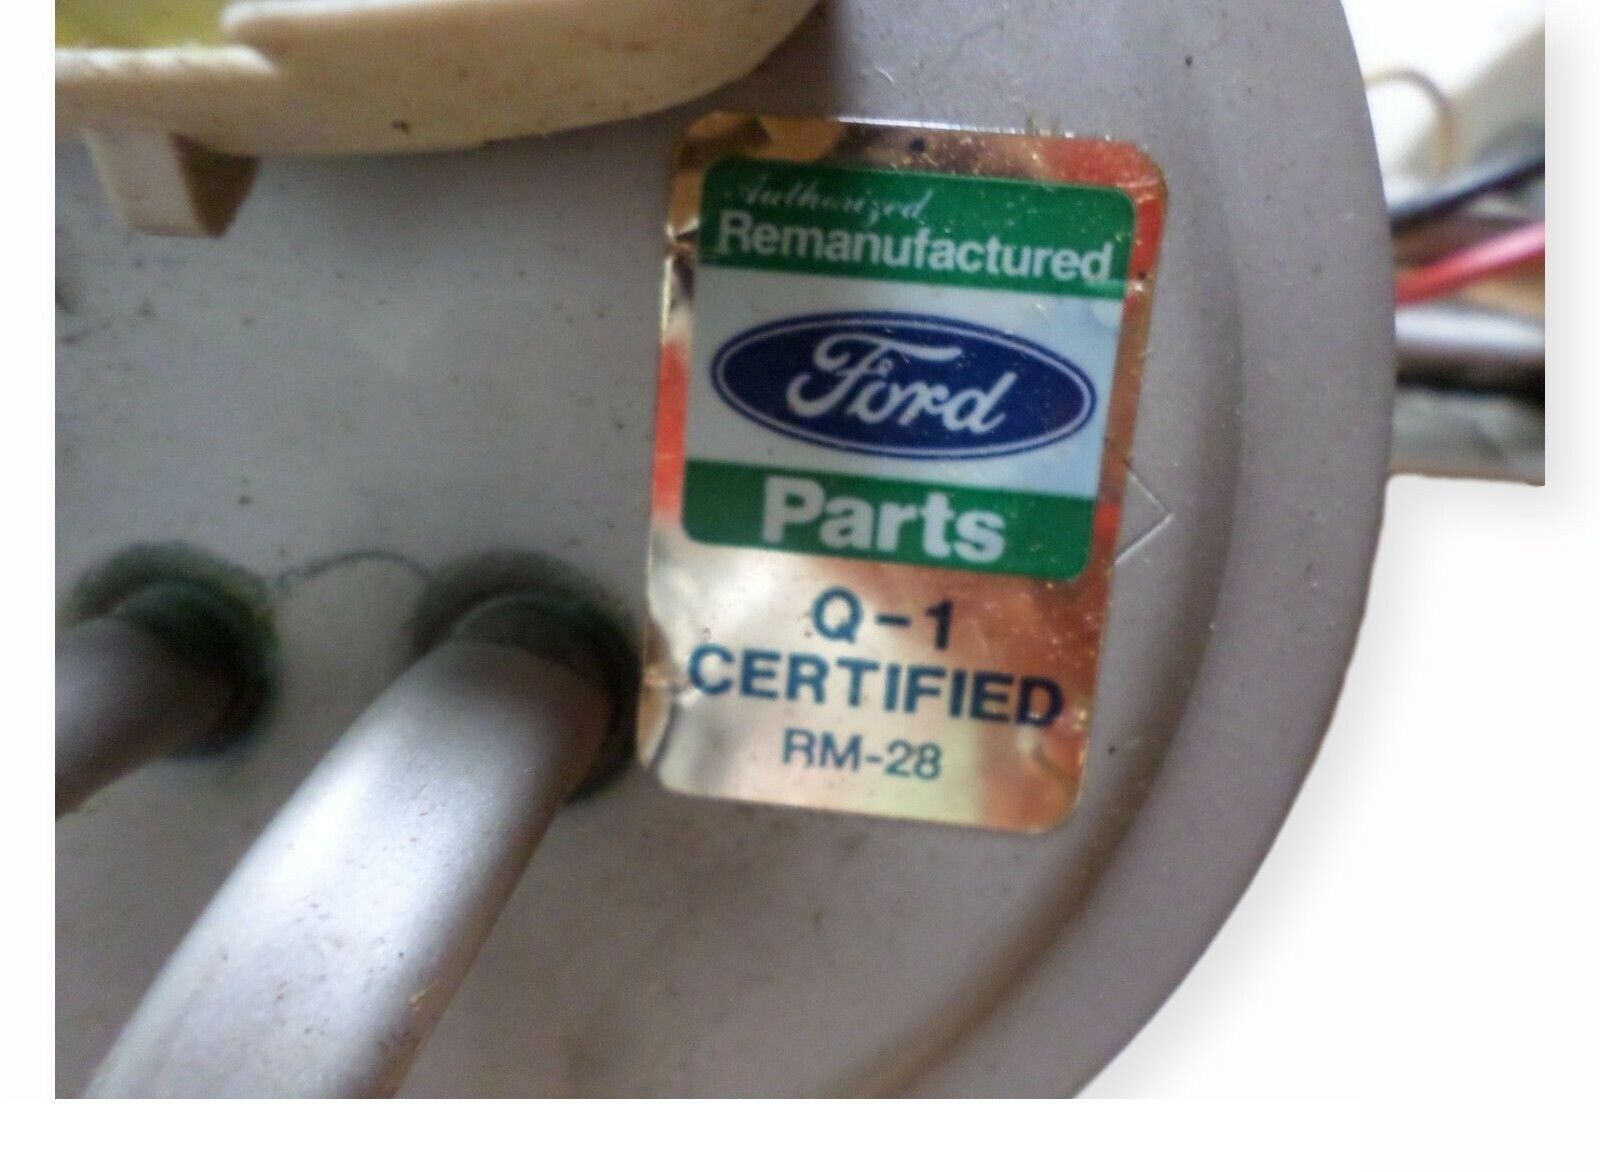 Authorized
Remanufactured
Ford
Parts
Q-1
CERTIFIED
RM-28